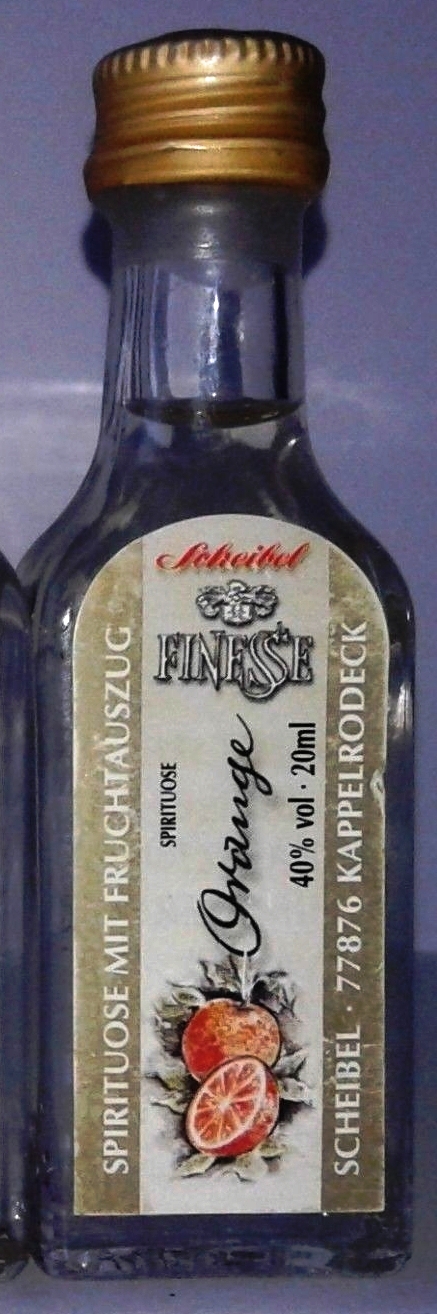 Scheibel
FINESSE
SPIRITUOSE
Orange
40% vol · 20ml
SPIRITUOSE MIT FRUCHTAUSZUG
SCHEIBEL · 77876 KAPPELRODECK